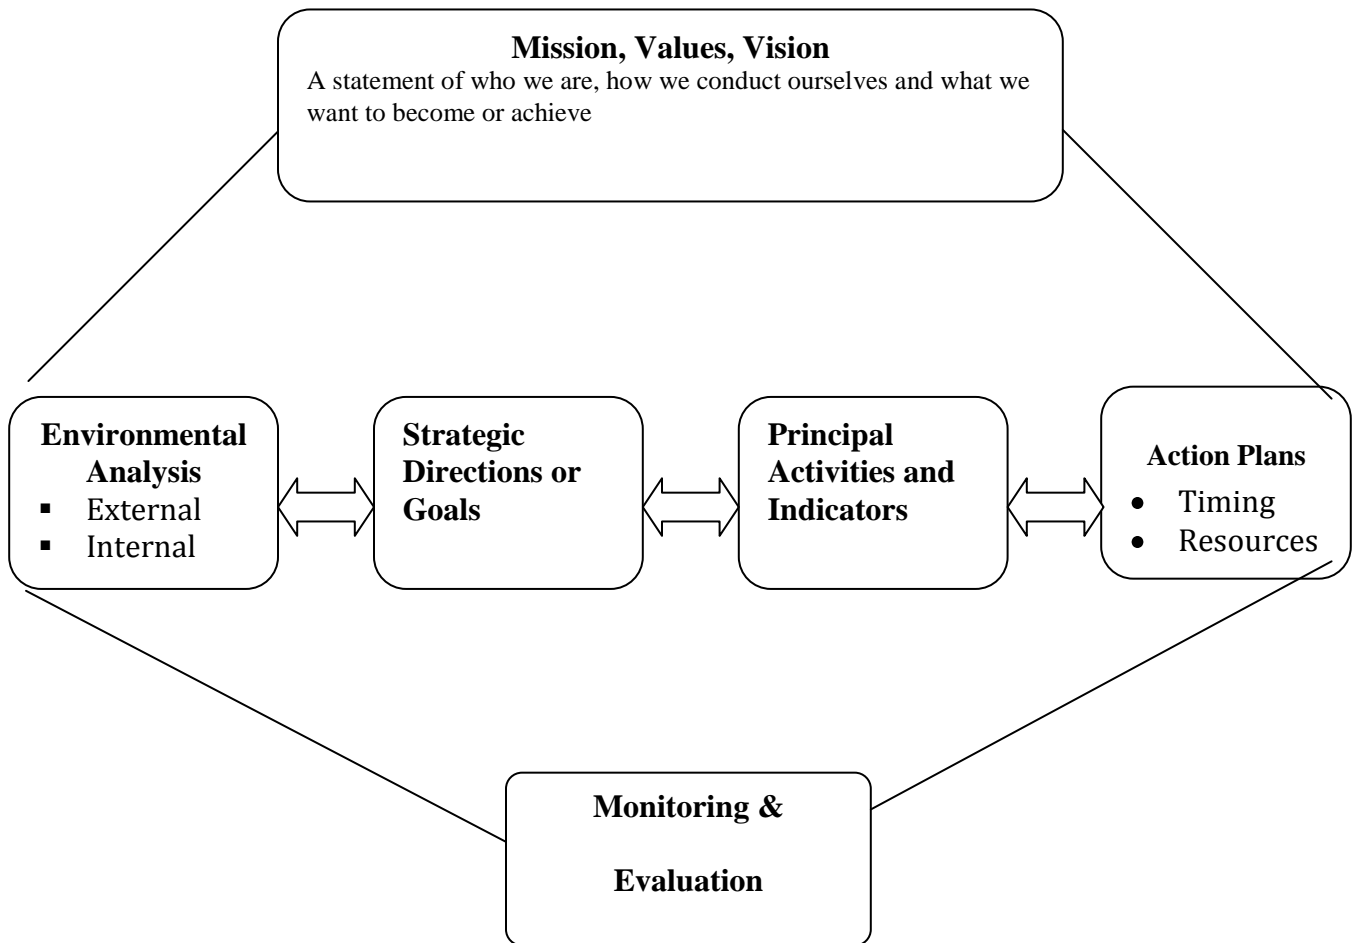 Mission, Values, Vision
A statement of who we are, how we conduct ourselves and what we
want to become or achieve
Environmental
Analysis
▪ External
▪ Internal
Strategic
Directions or
Goals
Principal
Activities and
Indicators
Action Plans
• Timing
• Resources
Monitoring &
Evaluation